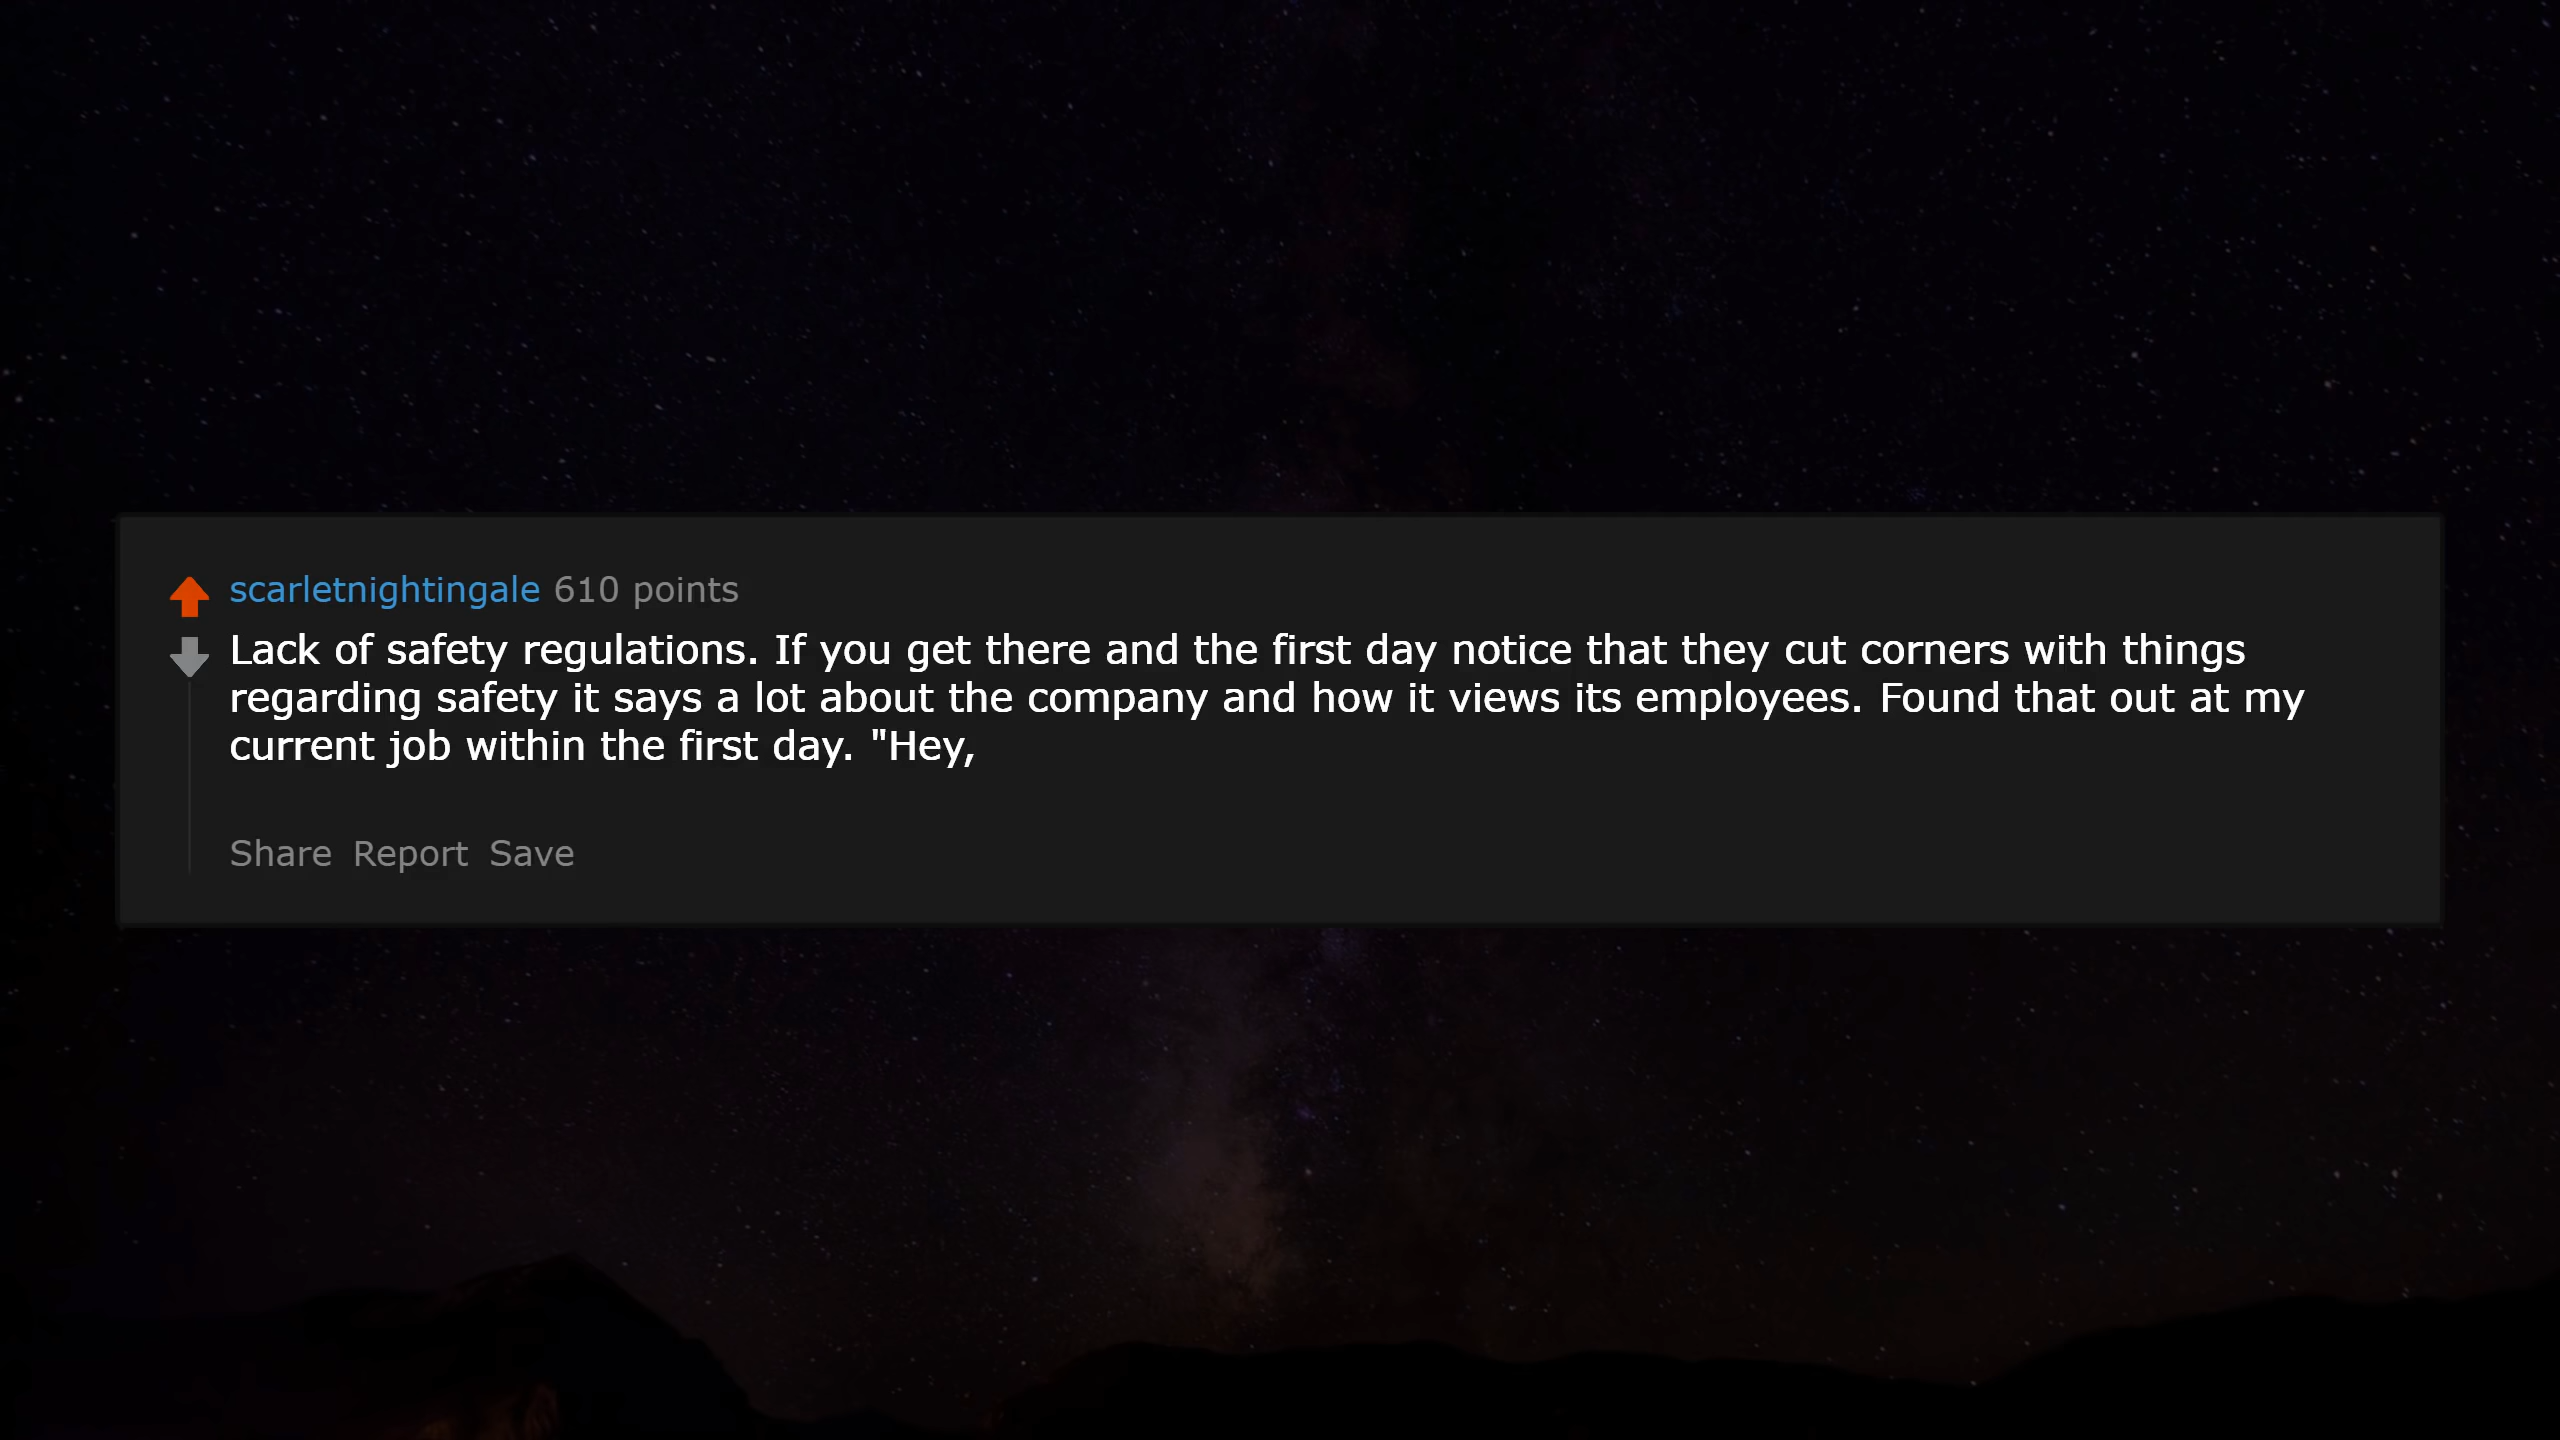 scarletnightingale 610 points
Lack of safety regulations. If you get there and the first day notice that they cut corners with things
regarding safety it says a lot about the company and how it views its employees. Found that out at my
current job within the first day. "Hey,
Share Report Save